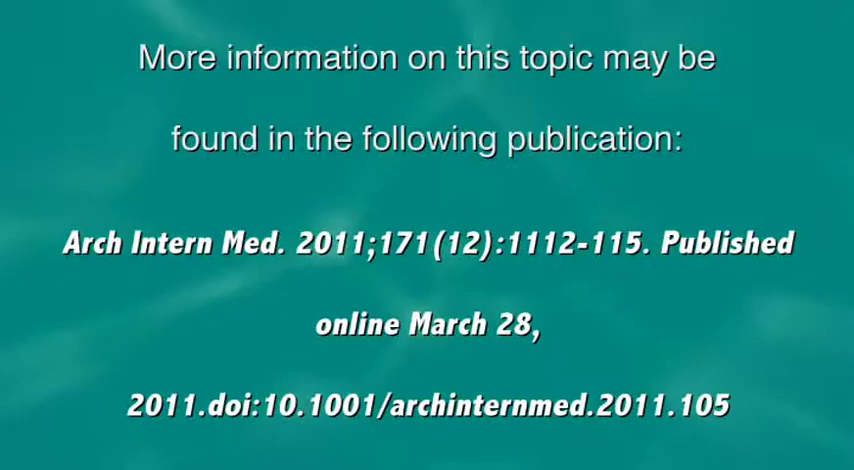 More information on this topic may be
found in the following publication:
Arch Intern Med. 2011;171(12):1112-115. Published
online March 28,
2011.doi:10.1001/archinternmed.2011.105